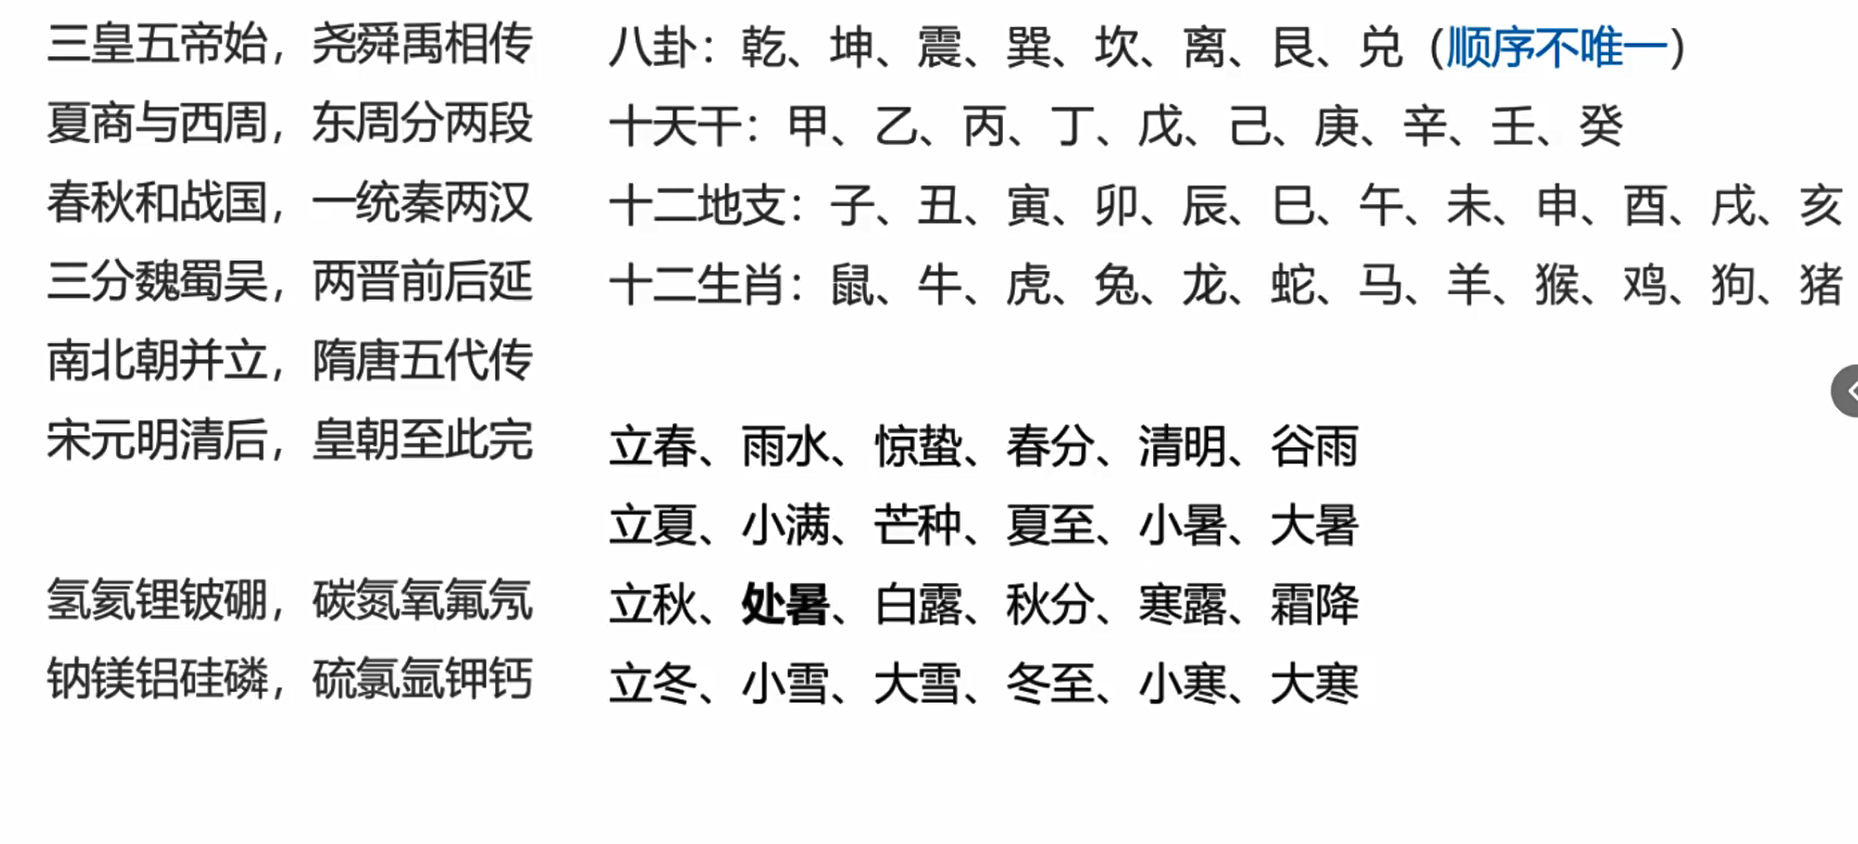 三皇五帝始，尧舜禹相传
夏商与西周，东周分两段
春秋和战国，一统秦两汉
三分魏蜀吴，两晋前后延
南北朝并立，隋唐五代传
宋元明清后，皇朝至此完
氢氦锂铍硼，碳氮氧氟氖
钠镁铝硅磷，硫氯氩钾钙
八卦：乾、坤、震、巽、坎、离、艮、兑（顺序不唯一）
十天干：甲、乙、丙、丁、戊、己、庚、辛、壬、癸
十二地支：子、丑、寅、卯、辰、巳、午、未、申、酉、戌、亥
十二生肖：鼠、牛、虎、兔、龙、蛇、马、羊、猴、鸡、狗、猪
立春、雨水、惊蛰、春分、清明、谷雨
立夏、小满、芒种、夏至、小暑、大暑
立秋、处暑、白露、秋分、寒露、霜降
立冬、小雪、大雪、冬至、小寒、大寒